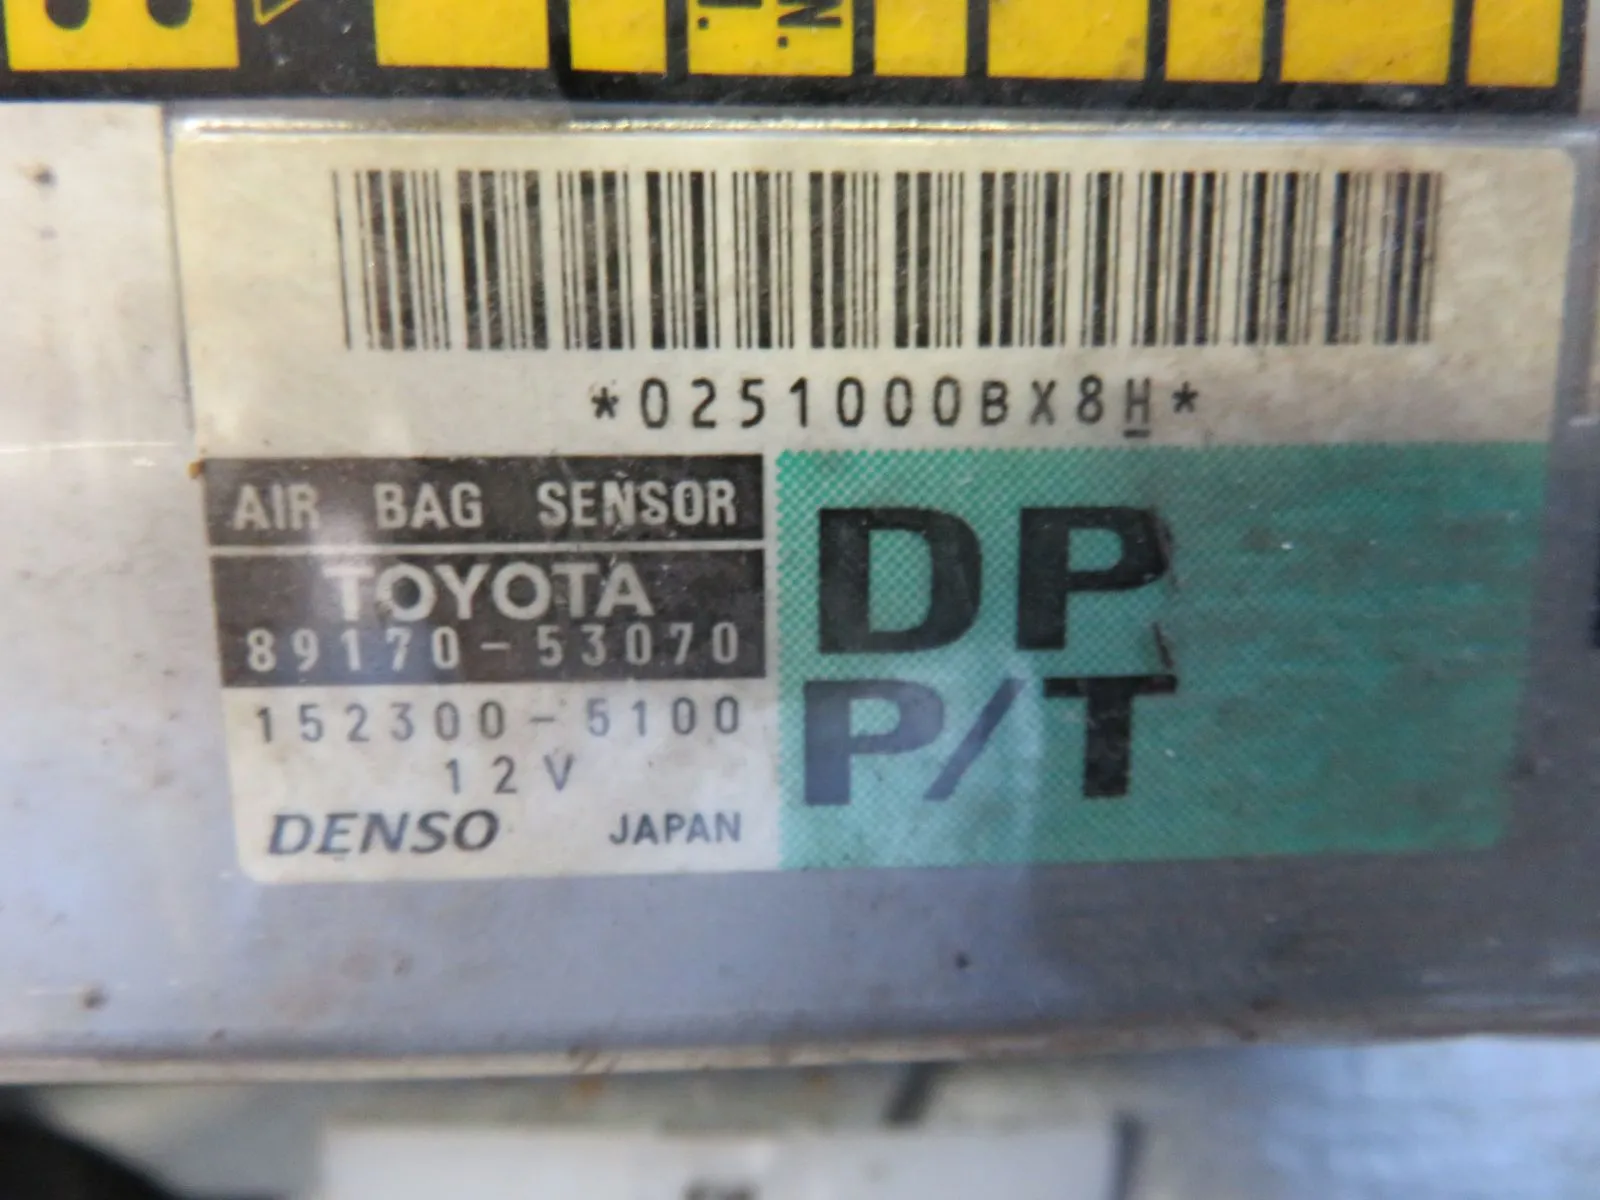 *0251000BX8H*
AIR BAG SENSOR
TOYOTA
89170-53070
152300-5100
12V
DENSO JAPAN
DP
P/T